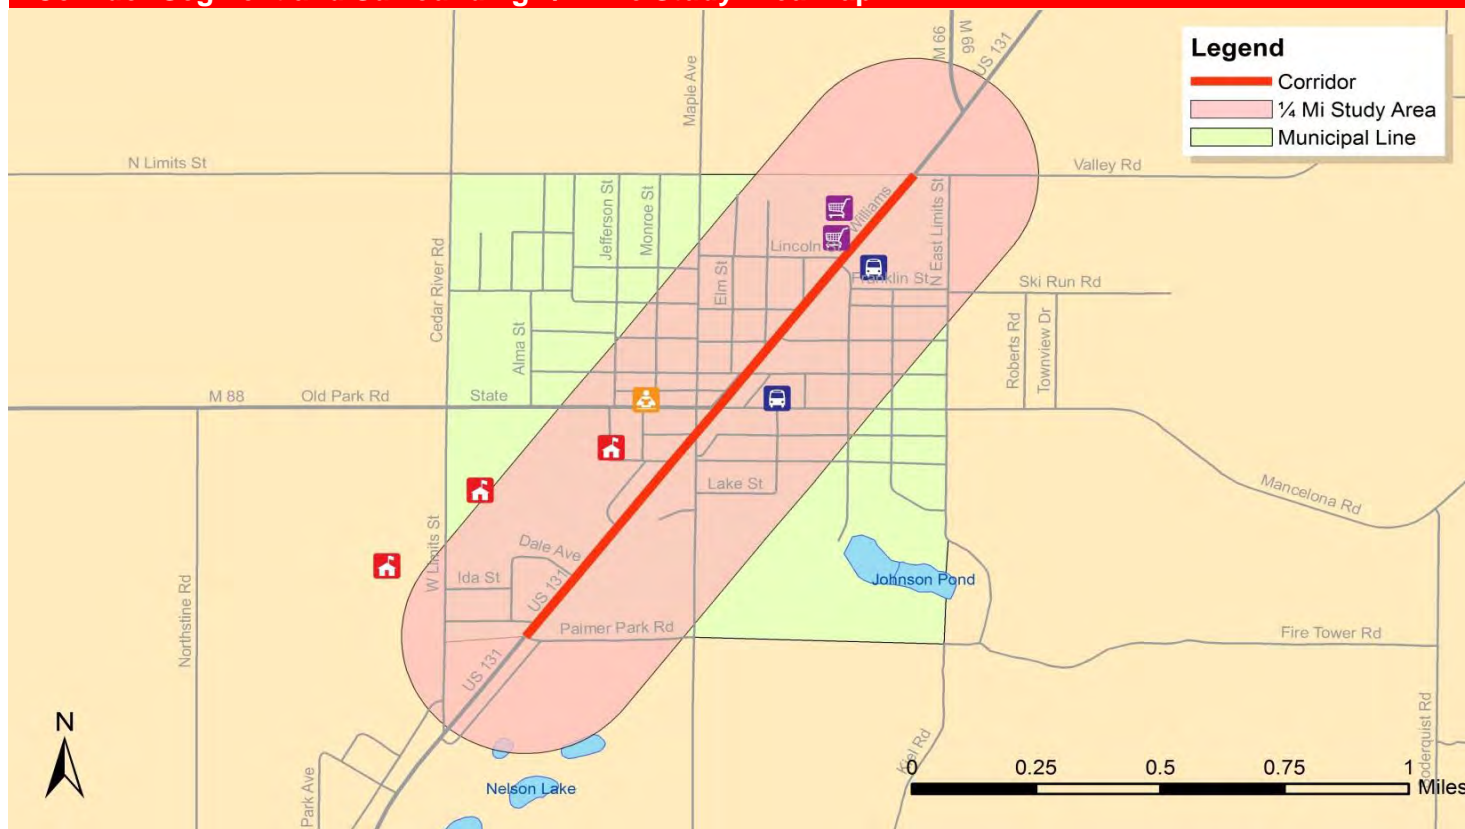 M 66
M 66
US 131
Legend
Corridor
¼ Mi Study Area
Municipal Line
Maple Ave
N Limits St
Valley Rd
Jefferson St
Monroe St
Williams
N East Limits St
Lincoln
Cedar River Rd
Elm St
Franklin St
Ski Run Rd
Alma St
Roberts Rd
Townview Dr
M 88
Old Park Rd
State
Lake St
Mancelona Rd
W Limits St
Dale Ave
Ida St
US 131
Johnson Pond
Northstine Rd
Palmer Park Rd
Fire Tower Rd
US 131
N
Kiel Rd
Park Ave
Nelson Lake
0 0.25 0.5 0.75 1
Miles